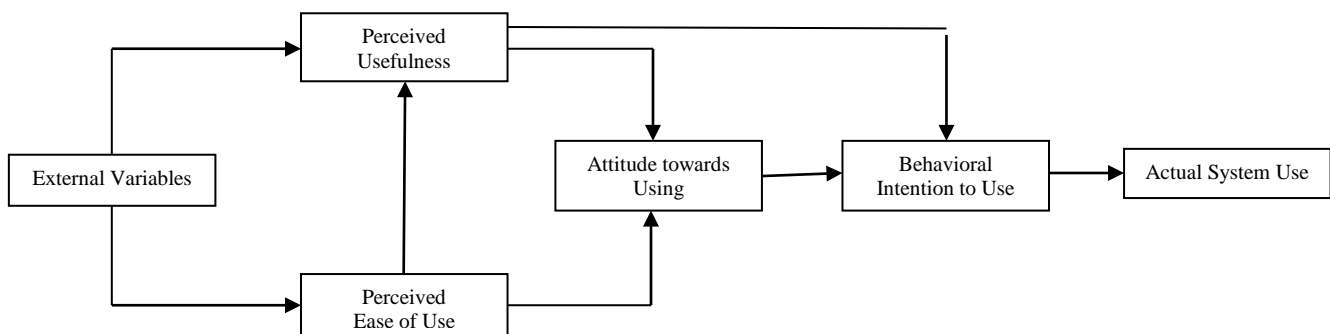 Perceived
Usefulness
External Variables
Attitude towards
Using
Behavioral
Intention to Use
Actual System Use
Perceived
Ease of Use